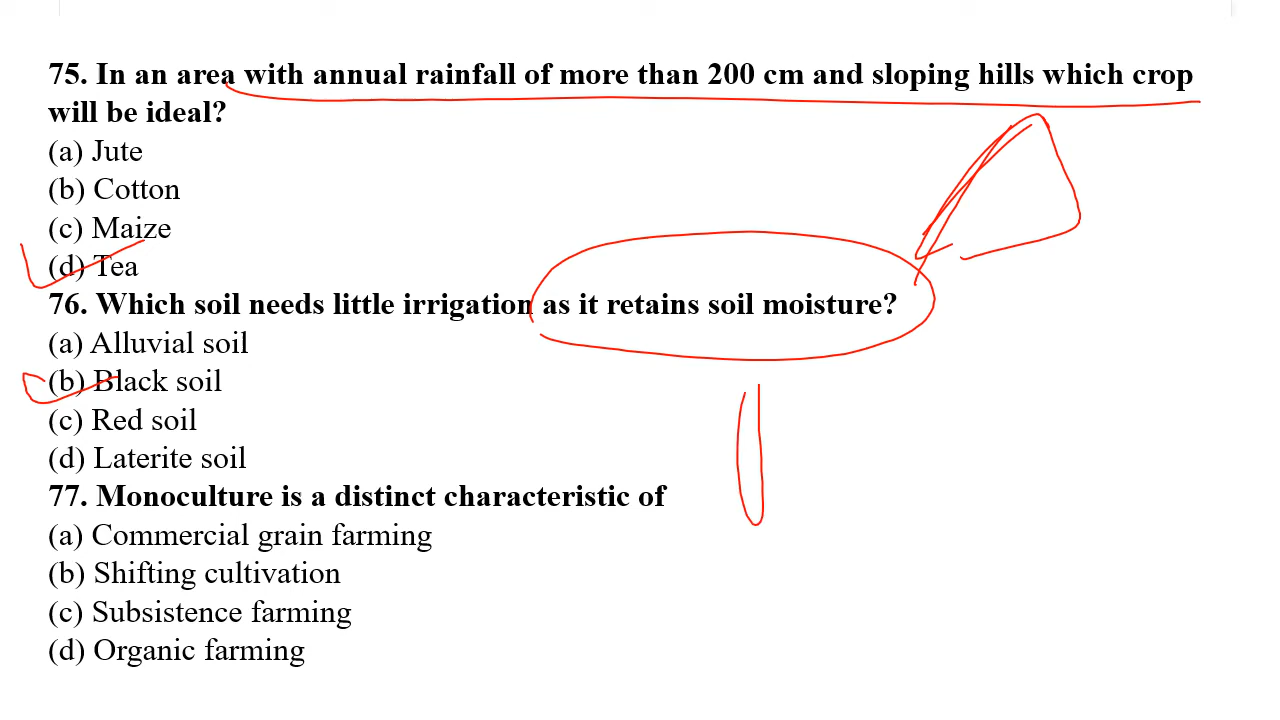 75. In an area with annual rainfall of more than 200 cm and sloping hills which crop
will be ideal?
(a) Jute
(b) Cotton
(c) Maize
(d) Tea
76. Which soil needs little irrigation as it retains soil moisture?
(a) Alluvial soil
(b) Black soil
(c) Red soil
(d) Laterite soil
77. Monoculture is a distinct characteristic of
(a) Commercial grain farming
(b) Shifting cultivation
(c) Subsistence farming
(d) Organic farming